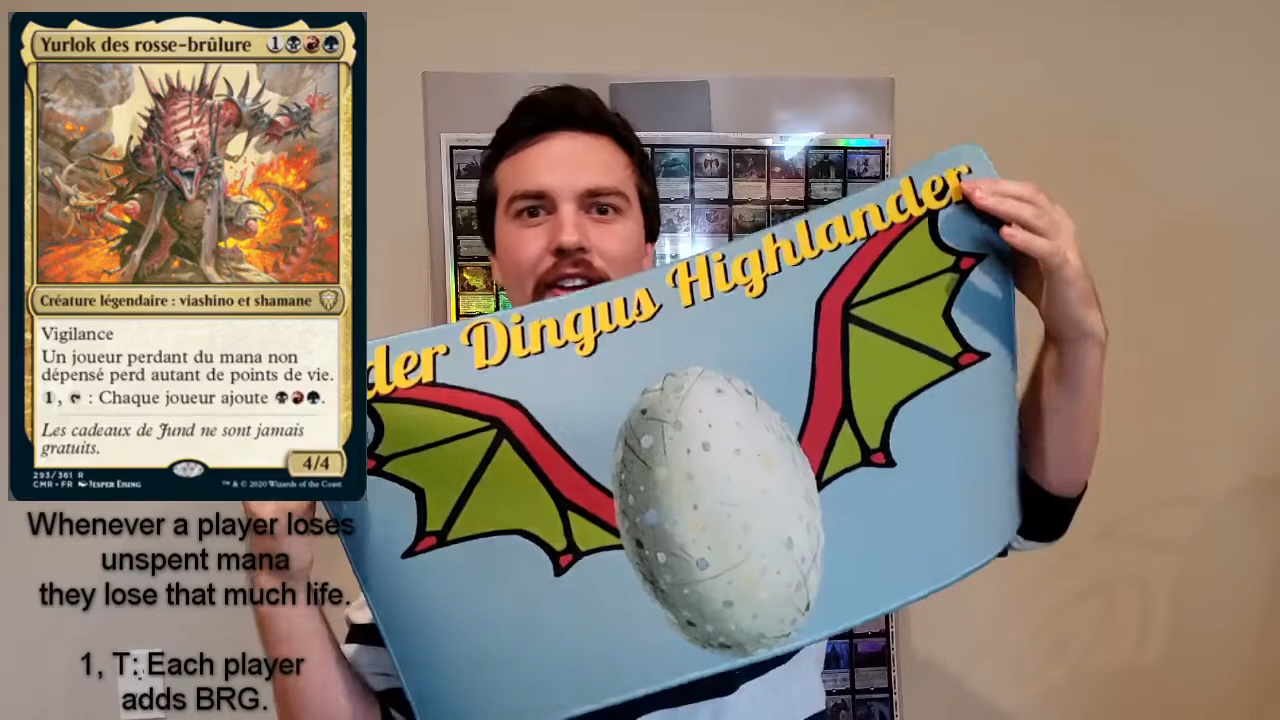 Yurlok des rosse-brûlure 1
Créature légendaire : viashino et shamane
Vigilance
Un joueur perdant du mana non
dépensé perd autant de points de vie.
1, : Chaque joueur ajoute .
Les cadeaux de Jund ne sont jamais
gratuits.
4/4
293/361 R
CMR • FR JESPER EJSING
™ & © 2020 Wizards of the Coast
Whenever a player loses
unspent mana
they lose that much life.
1, T: Each player
adds BRG.
der Dingus Highlander